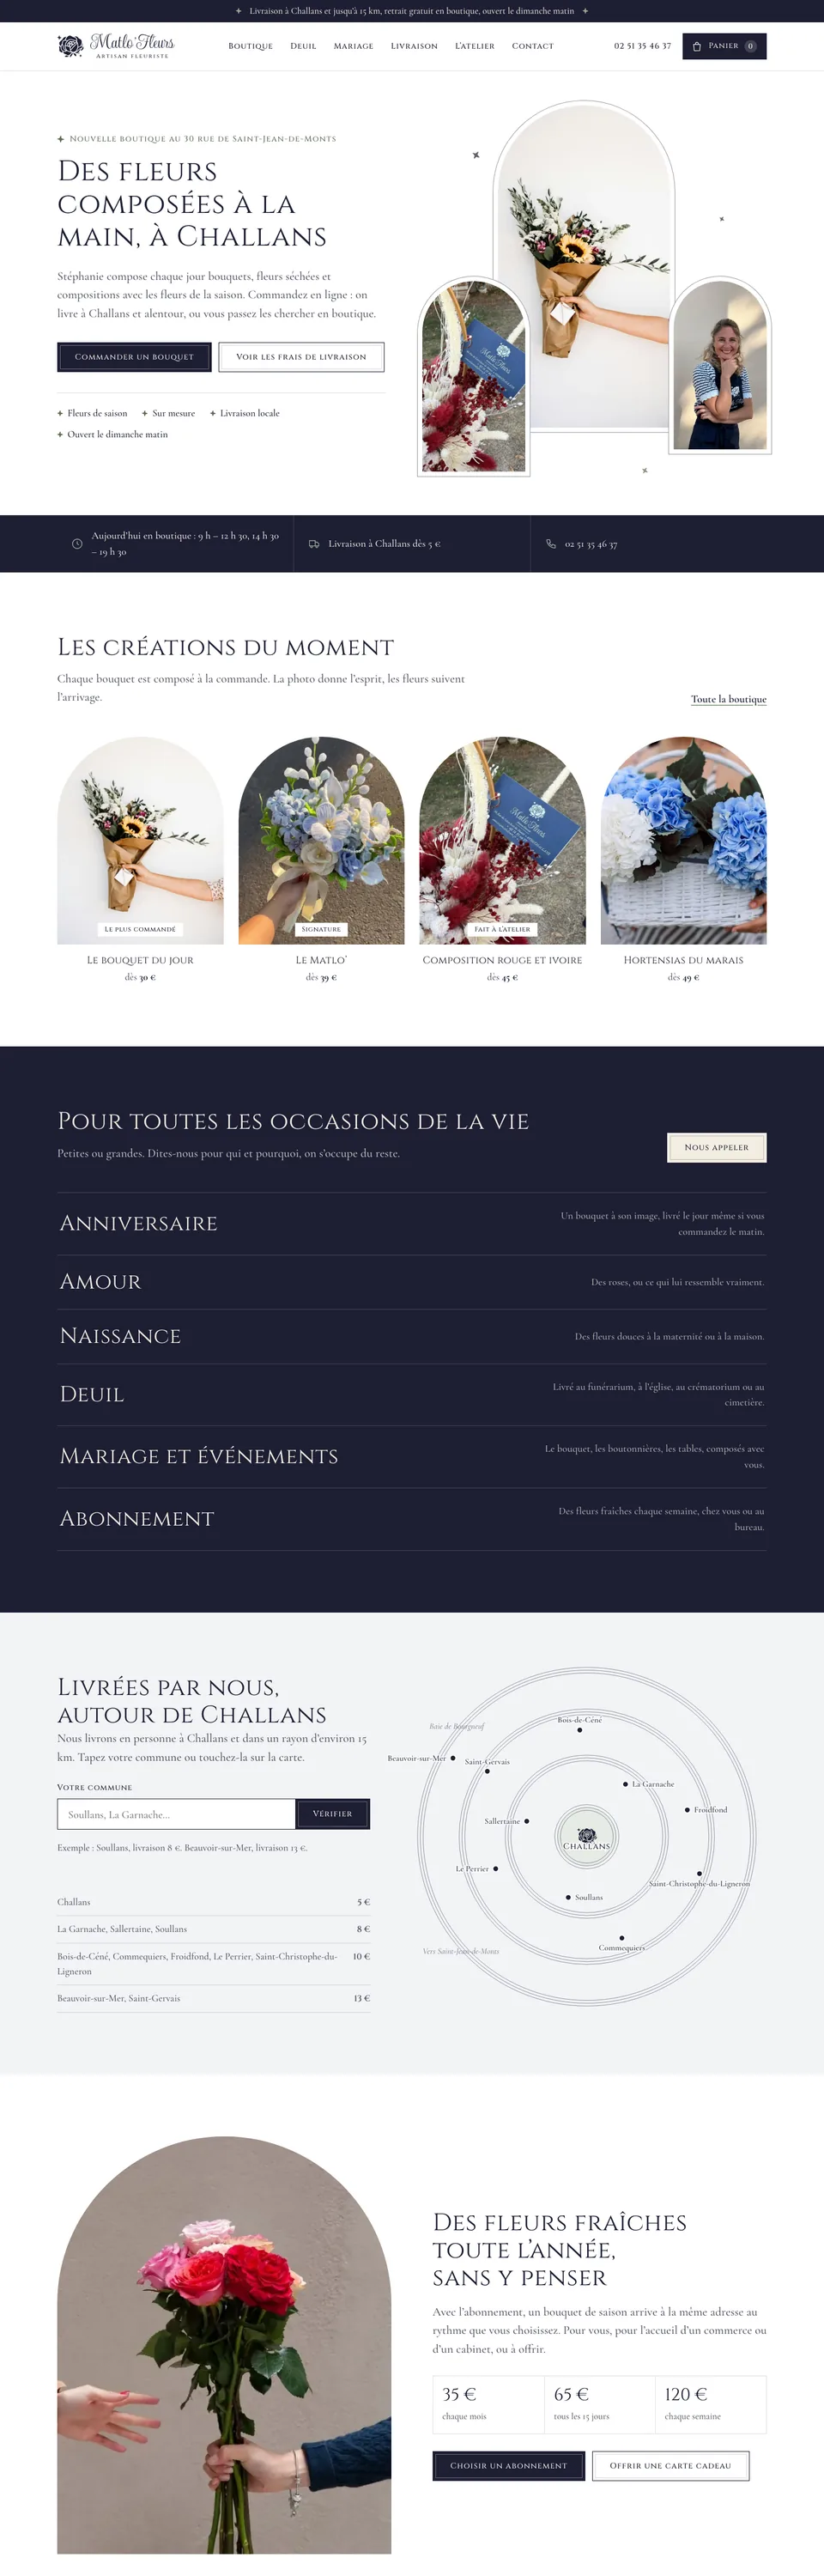 Livraison à Challans et jusqu'à 15 km, retrait gratuit en boutique, ouvert le dimanche matin
Matlo'Fleurs
Artisan Fleuriste
Boutique Deuil Mariage Livraison L'atelier Contact
02 51 35 46 37
Panier 0
Nouvelle boutique au 30 rue de Saint-Jean-de-Monts
Des fleurs
composées à la
main, à Challans
Stéphanie compose chaque jour bouquets, fleurs séchées et
compositions avec les fleurs de la saison. Commandez en ligne : on
livre à Challans et alentour, ou vous passez les chercher en boutique.
Commander un bouquet
Voir les frais de livraison
Fleurs de saison Sur mesure Livraison locale
Ouvert le dimanche matin
Aujourd'hui en boutique : 9 h – 12 h 30, 14 h 30
– 19 h 30
Livraison à Challans dès 5 €
02 51 35 46 37
Les créations du moment
Chaque bouquet est composé à la commande. La photo donne l'esprit, les fleurs suivent
l'arrivage.
Toute la boutique
Le plus commandé
Signature
Matlo'Fleurs
Fait à l'atelier
Le bouquet du jour
dès 30 €
Le Matlo'
dès 39 €
Composition rouge et ivoire
dès 45 €
Hortensias du marais
dès 49 €
Pour toutes les occasions de la vie
Petites ou grandes. Dites-nous pour qui et pourquoi, on s'occupe du reste.
Nous appeler
Anniversaire
Un bouquet à son image, livré le jour même si vous
commandez le matin.
Amour
Des roses, ou ce qui lui ressemble vraiment.
Naissance
Des fleurs douces à la maternité ou à la maison.
Deuil
Livré au funérarium, à l'église, au crématorium ou au
cimetière.
Mariage et événements
Le bouquet, les boutonnières, les tables, composés avec
vous.
Abonnement
Des fleurs fraîches chaque semaine, chez vous ou au
bureau.
Livrées par nous,
autour de Challans
Nous livrons en personne à Challans et dans un rayon d'environ 15
km. Tapez votre commune ou touchez-la sur la carte.
Votre commune
Soullans, La Garnache...
Vérifier
Exemple : Soullans, livraison 8 €. Beauvoir-sur-Mer, livraison 13 €.
Challans 5 €
La Garnache, Sallertaine, Soullans 8 €
Bois-de-Céné, Commequiers, Froidfond, Le Perrier, Saint-Christophe-du-
Ligneron 10 €
Beauvoir-sur-Mer, Saint-Gervais 13 €
Bois-de-Céné
Baie de Bourgneuf
Beauvoir-sur-Mer
Saint-Gervais
La Garnache
Froidfond
Sallertaine
Challans
Le Perrier
Saint-Christophe-du-Ligneron
Soullans
Commequiers
Vers Saint-Jean-de-Monts
Des fleurs fraîches
toute l'année,
sans y penser
Avec l'abonnement, un bouquet de saison arrive à la même adresse au
rythme que vous choisissez. Pour vous, pour l'accueil d'un commerce ou
d'un cabinet, ou à offrir.
35 €
chaque mois
65 €
tous les 15 jours
120 €
chaque semaine
Choisir un abonnement
Offrir une carte cadeau